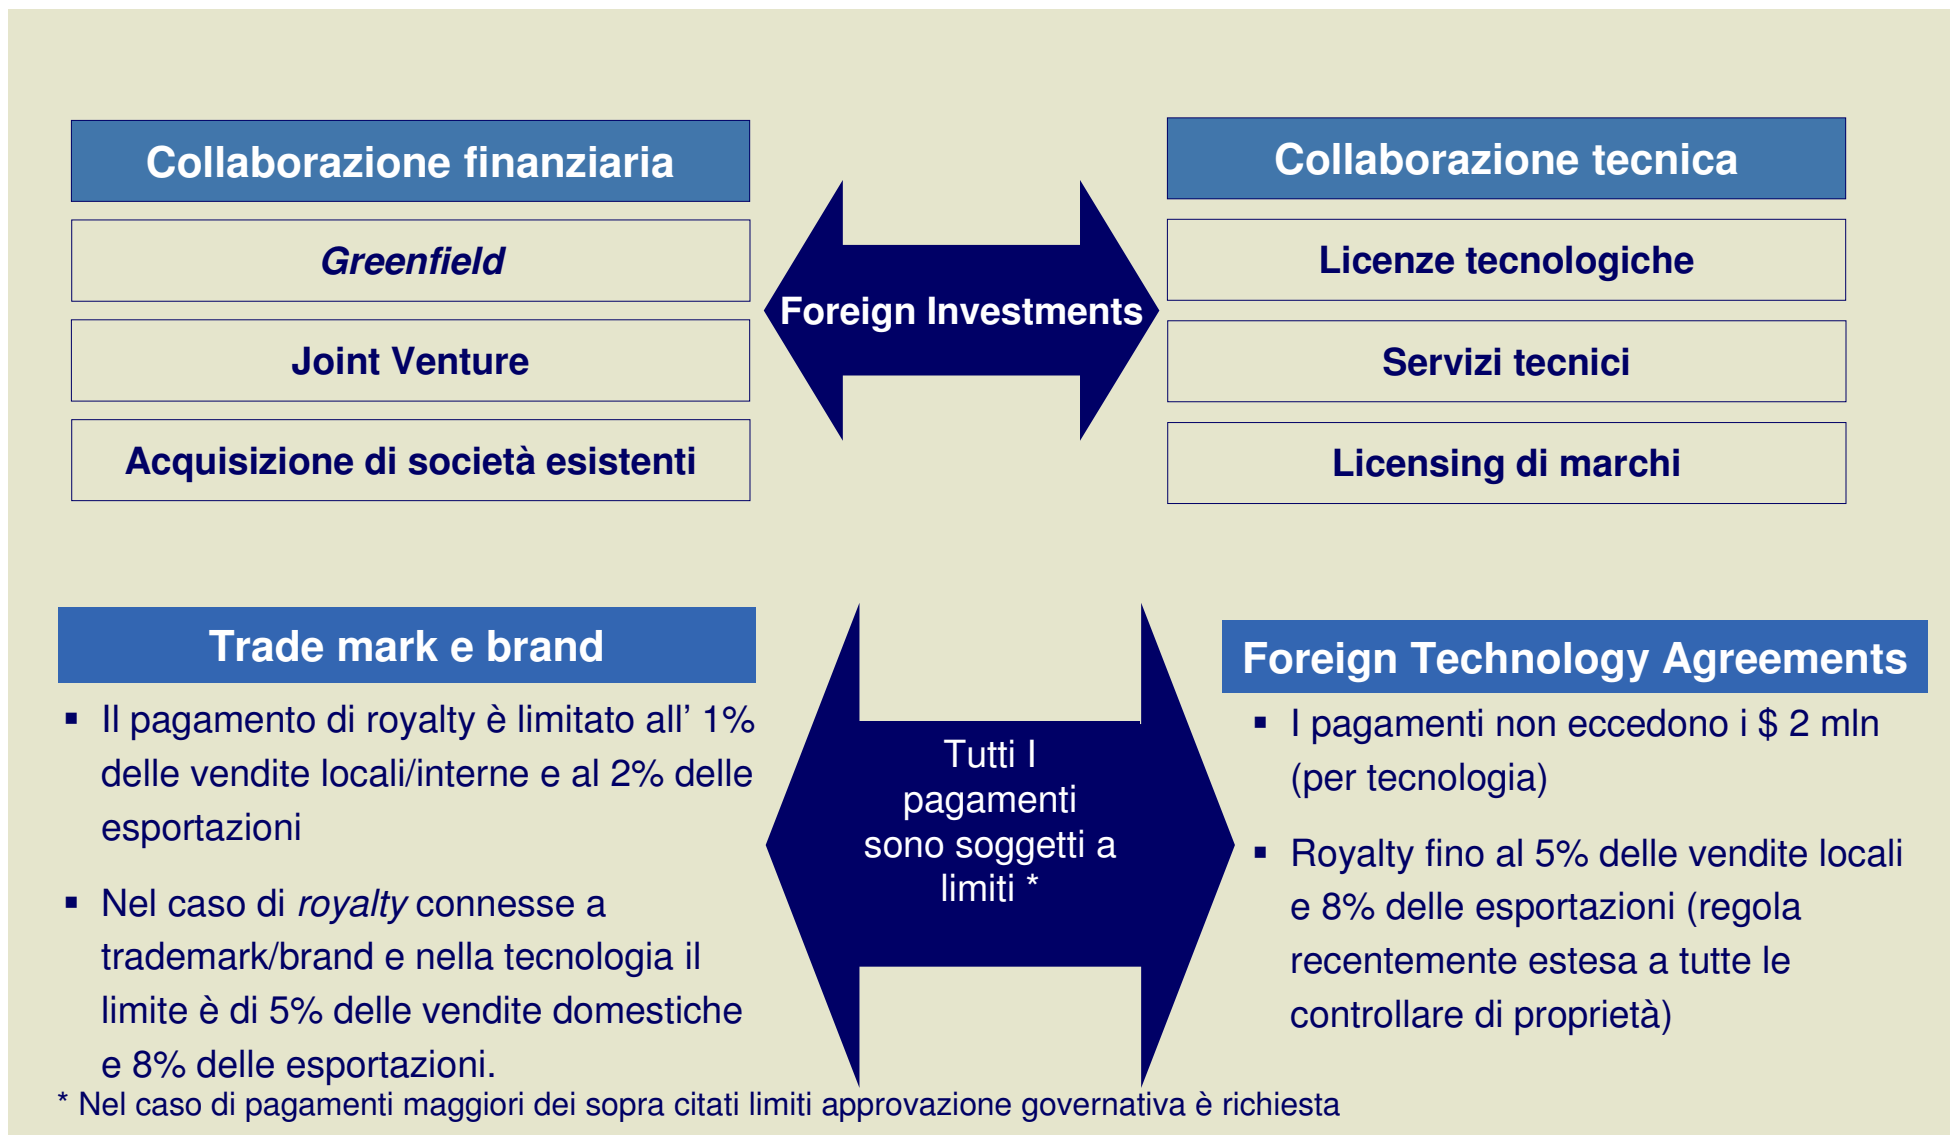 Collaborazione finanziaria
Greenfield
Joint Venture
Acquisizione di società esistenti
Foreign Investments
Collaborazione tecnica
Licenze tecnologiche
Servizi tecnici
Licensing di marchi
Trade mark e brand
▪ Il pagamento di royalty è limitato all’ 1%
delle vendite locali/interne e al 2% delle
esportazioni
▪ Nel caso di royalty connesse a
trademark/brand e nella tecnologia il
limite è di 5% delle vendite domestiche
e 8% delle esportazioni.
Tutti I
pagamenti
sono soggetti a
limiti *
Foreign Technology Agreements
▪ I pagamenti non eccedono i $ 2 mln
(per tecnologia)
▪ Royalty fino al 5% delle vendite locali
e 8% delle esportazioni (regola
recentemente estesa a tutte le
controllare di proprietà)
* Nel caso di pagamenti maggiori dei sopra citati limiti approvazione governativa è richiesta